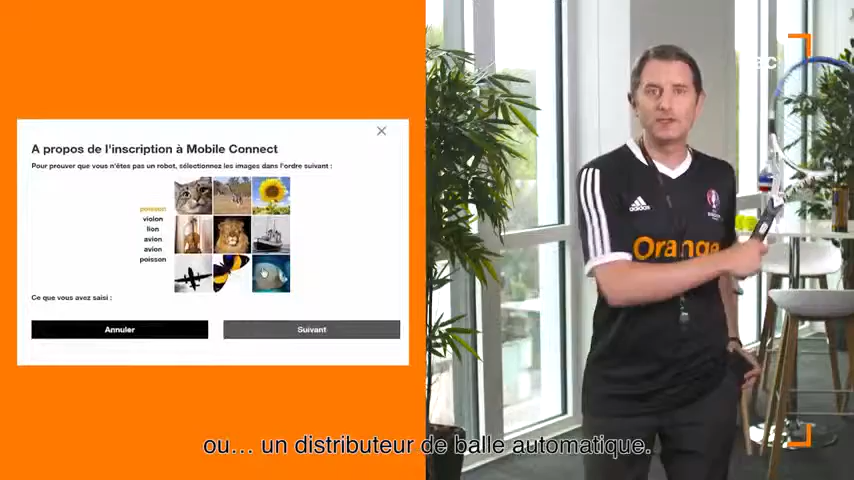 A propos de l'inscription à Mobile Connect
Pour prouver que vous n'êtes pas un robot, sélectionnez les images dans l'ordre suivant :
poisson
violon
lion
avion
avion
poisson
Ce que vous avez saisi :
Annuler
Suivant
adidas
Orange
ou... un distributeur de balle automatique.